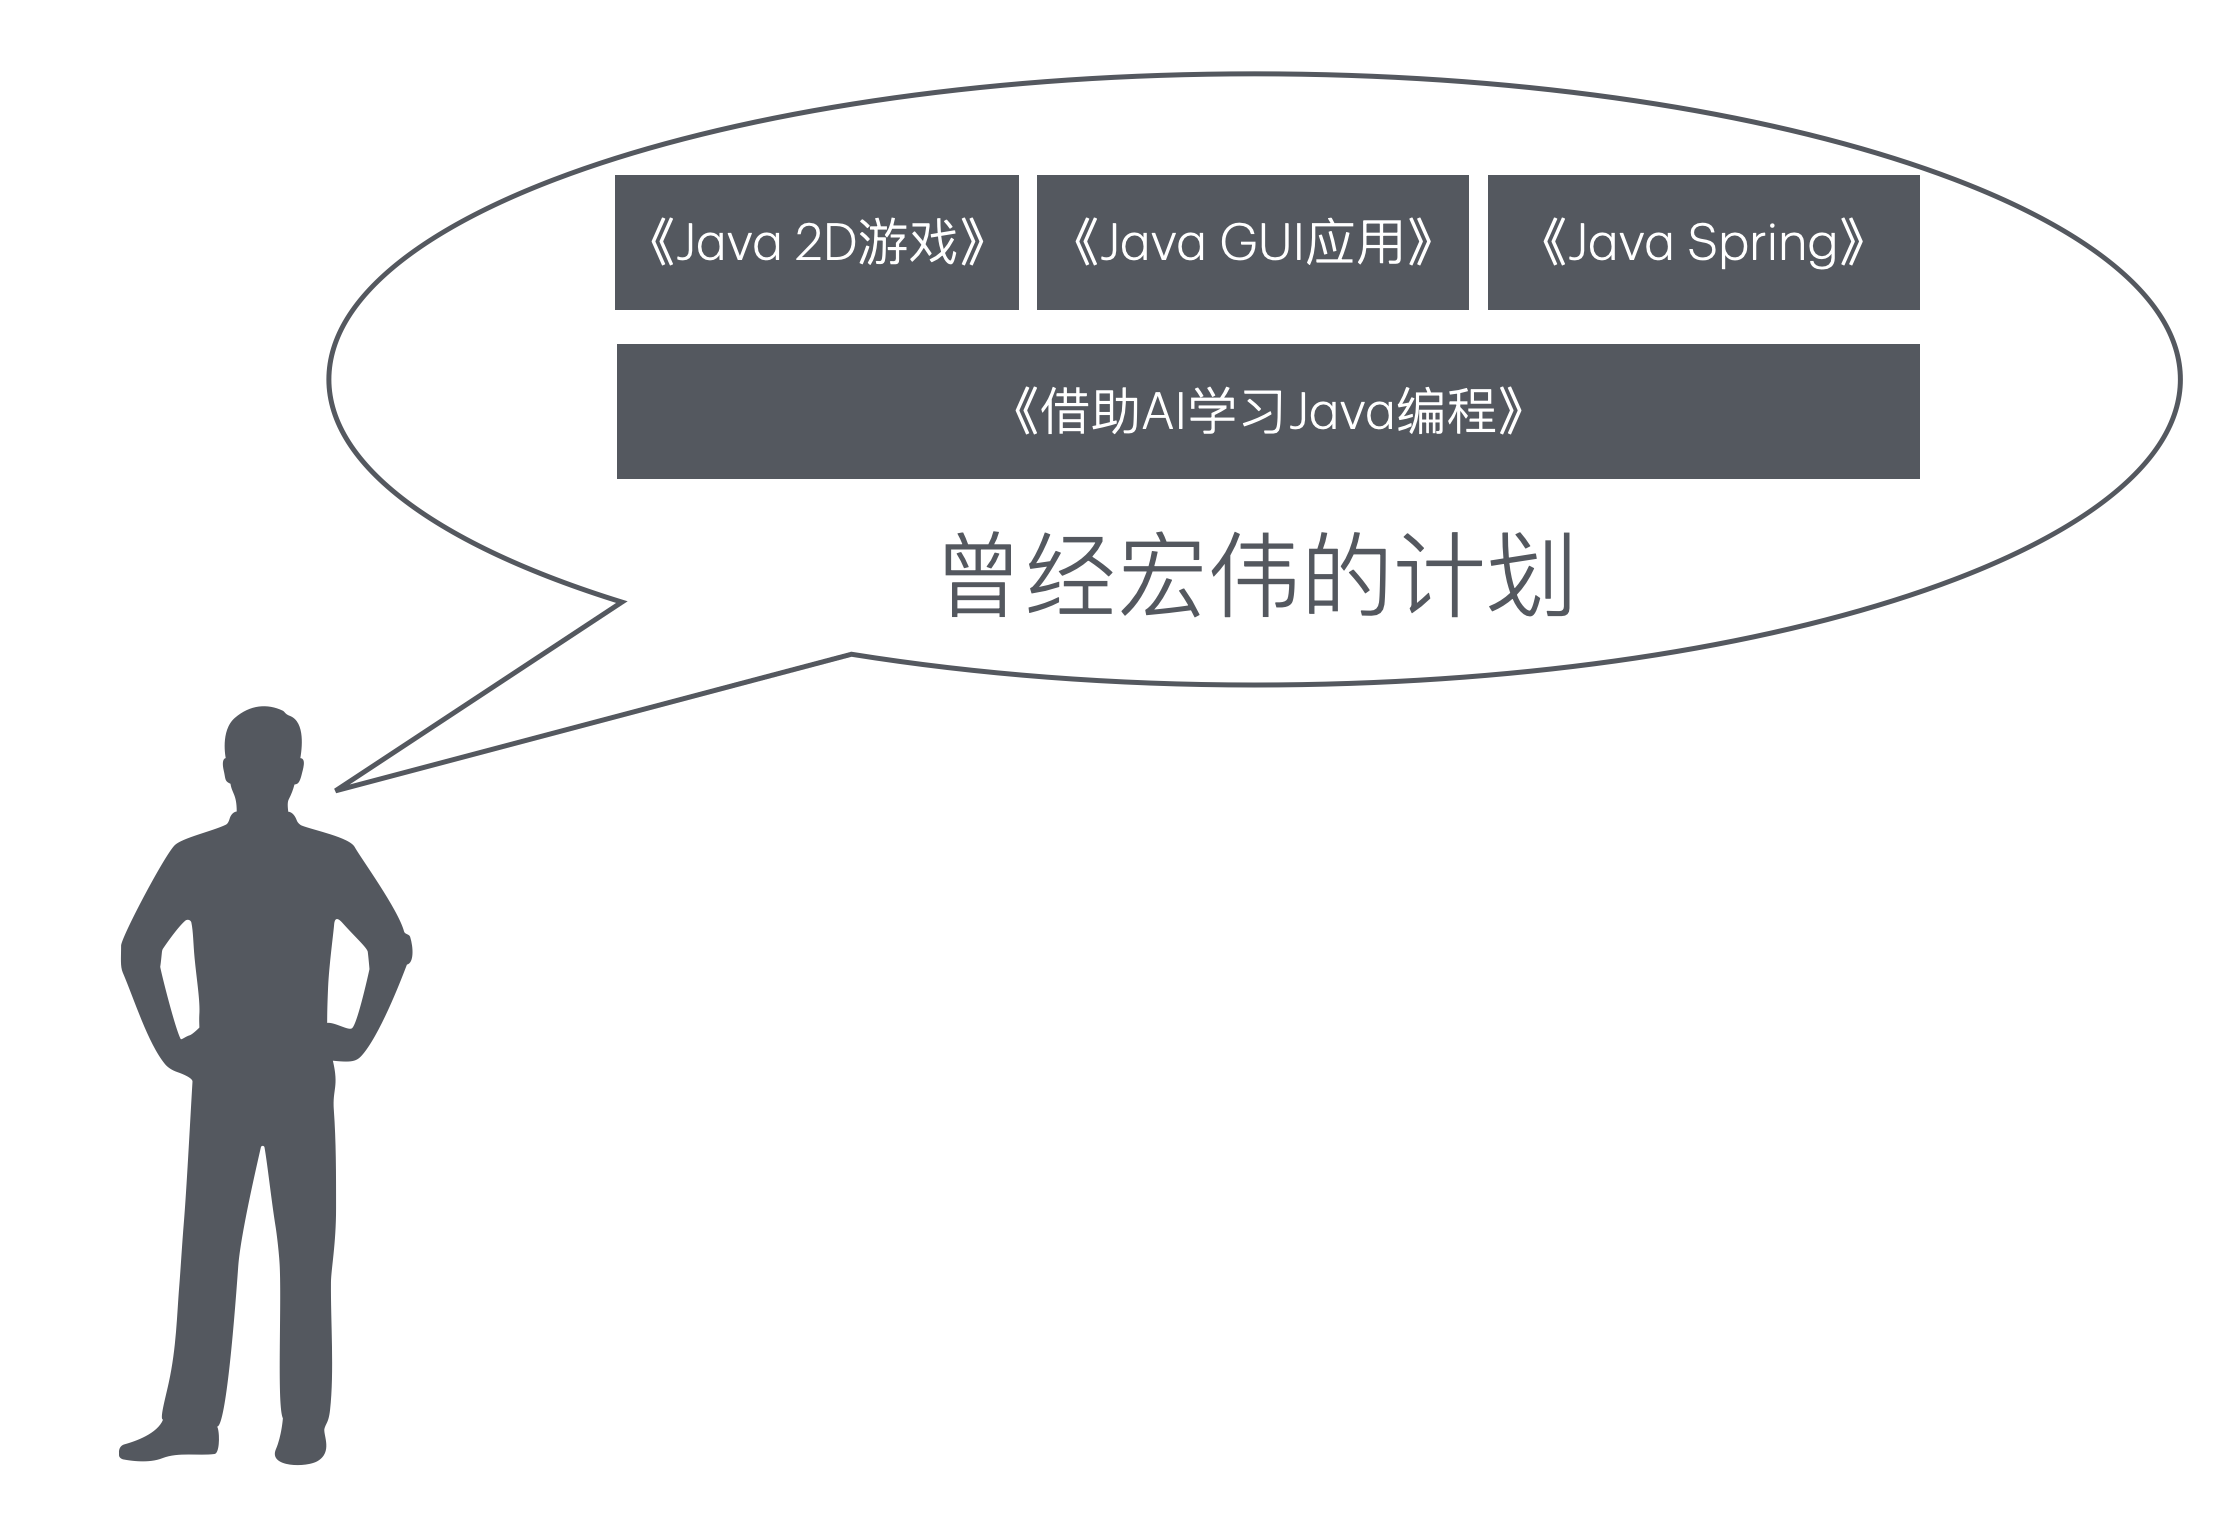 《Java 2D游戏》
《Java GUI应用》
《Java Spring》
《借助AI学习Java编程》
曾经宏伟的计划